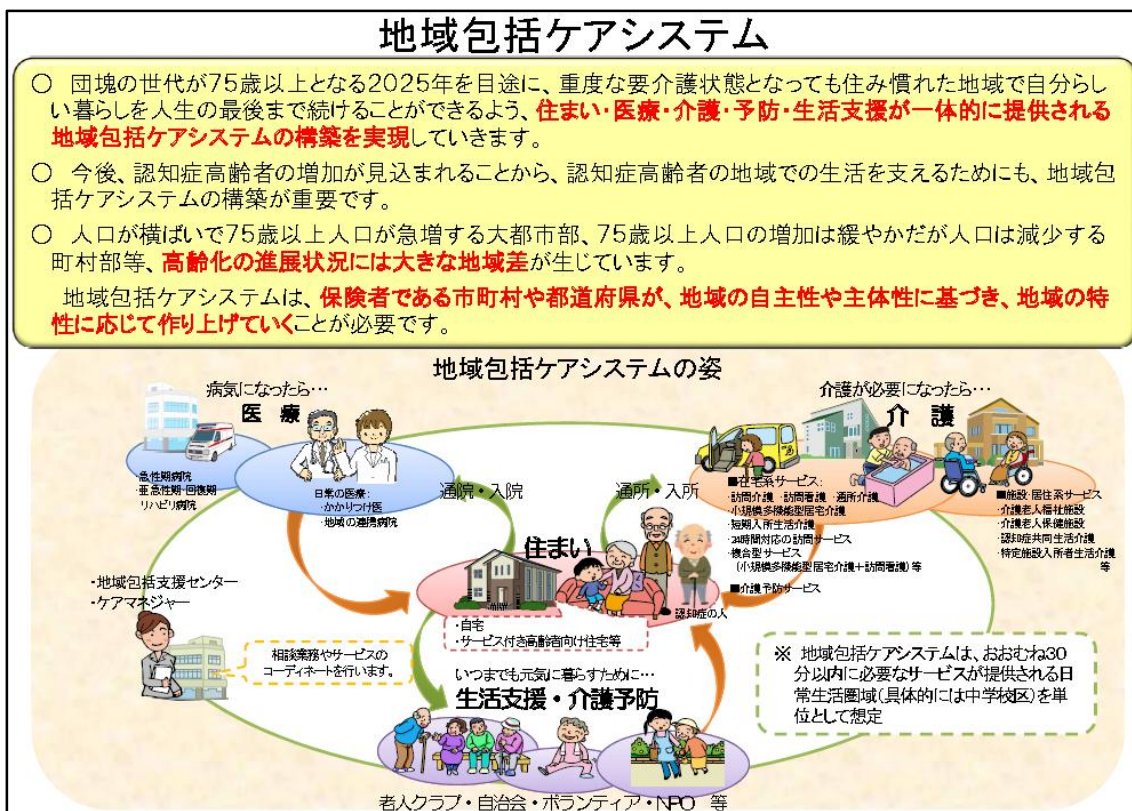 地域包括ケアシステム
○ 団塊の世代が75歳以上となる2025年を目途に、重度な要介護状態となっても住み慣れた地域で自分らし
い暮らしを人生の最後まで続けることができるよう、住まい・医療・介護・予防・生活支援が一体的に提供される
地域包括ケアシステムの構築を実現していきます。
○ 今後、認知症高齢者の増加が見込まれることから、認知症高齢者の地域での生活を支えるためにも、地域包
括ケアシステムの構築が重要です。
○ 人口が横ばいで75歳以上人口が急増する大都市部、75歳以上人口の増加は緩やかだが人口は減少する
町村部等、高齢化の進展状況には大きな地域差が生じています。
地域包括ケアシステムは、保険者である市町村や都道府県が、地域の自主性や主体性に基づき、地域の特
性に応じて作り上げていくことが必要です。
地域包括ケアシステムの姿
病気になったら…
医 療
急性期病院
亜急性期・回復期
リハビリ病院
日常の医療:
・かかりつけ医
・地域の連携病院
通院・入院
通所・入所
介護が必要になったら…
介 護
■在宅系サービス:
・訪問介護 ・訪問看護 ・通所介護
・小規模多機能型居宅介護
・短期入所生活介護
・24時間対応の訪問サービス
・複合型サービス
(小規模多機能型居宅介護+訪問看護)等
■介護予防サービス
■施設・居住系サービス
・介護老人福祉施設
・介護老人保健施設
・認知症共同生活介護
・特定施設入所者生活介護
等
住まい
認知症の人
・自宅
・サービス付き高齢者向け住宅等
・地域包括支援センター
・ケアマネジャー
相談業務やサービスの
コーディネートを行います。
いつまでも元気に暮らすために…
生活支援・介護予防
老人クラブ・自治会・ボランティア・NPO 等
※ 地域包括ケアシステムは、おおむね30
分以内に必要なサービスが提供される日
常生活圏域(具体的には中学校区)を単
位として想定